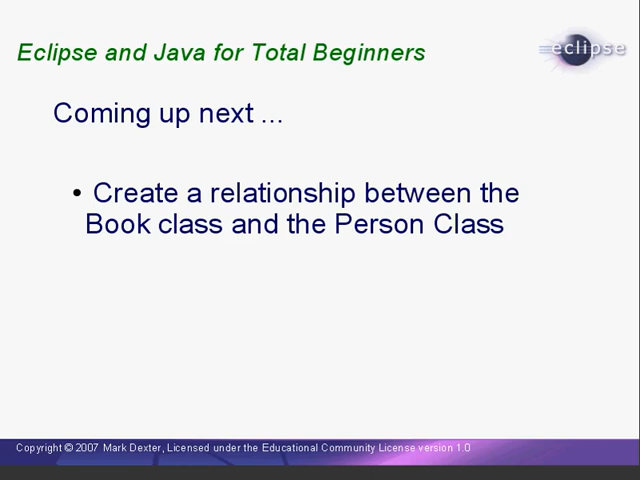 Eclipse and Java for Total Beginners
eclipse
Coming up next ...
• Create a relationship between the
Book class and the Person Class
Copyright © 2007 Mark Dexter, Licensed under the Educational Community License version 1.0